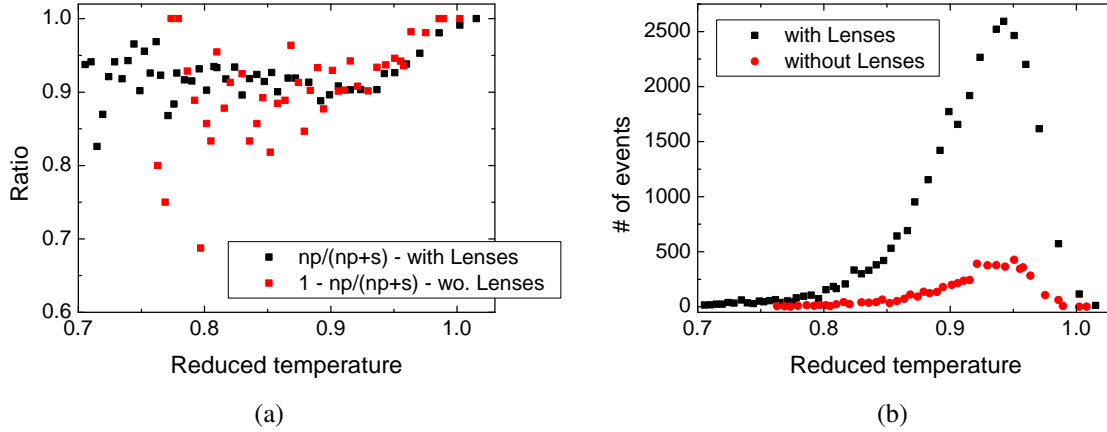 1.0
0.9
0.8
0.7
0.6
Ratio
np/(np+s) - with Lenses
1 - np/(np+s) - wo. Lenses
0.7 0.8 0.9 1.0
Reduced temperature
(a)
2500
2000
1500
1000
500
0
# of events
with Lenses
without Lenses
0.7 0.8 0.9 1.0
Reduced temperature
(b)